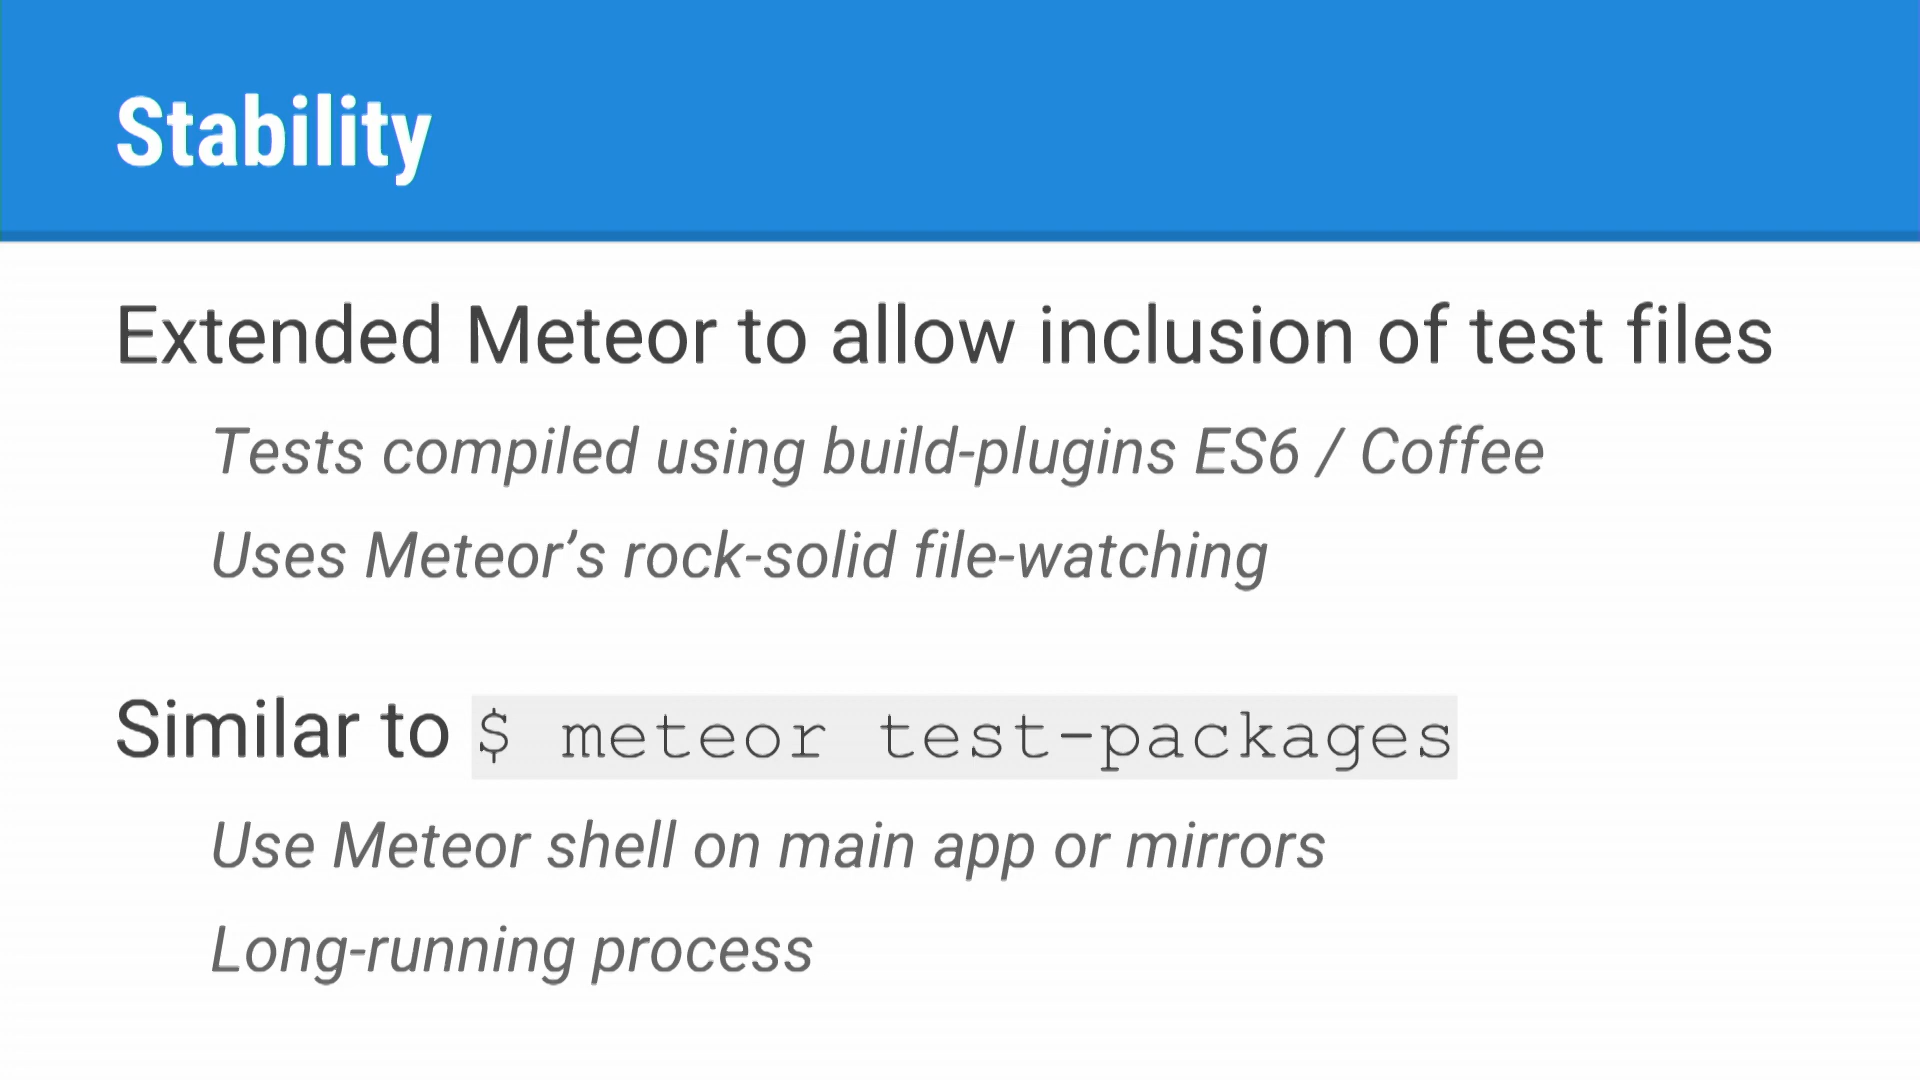 Stability
Extended Meteor to allow inclusion of test files
Tests compiled using build-plugins ES6 / Coffee
Uses Meteor’s rock-solid file-watching
Similar to $ meteor test-packages
Use Meteor shell on main app or mirrors
Long-running process